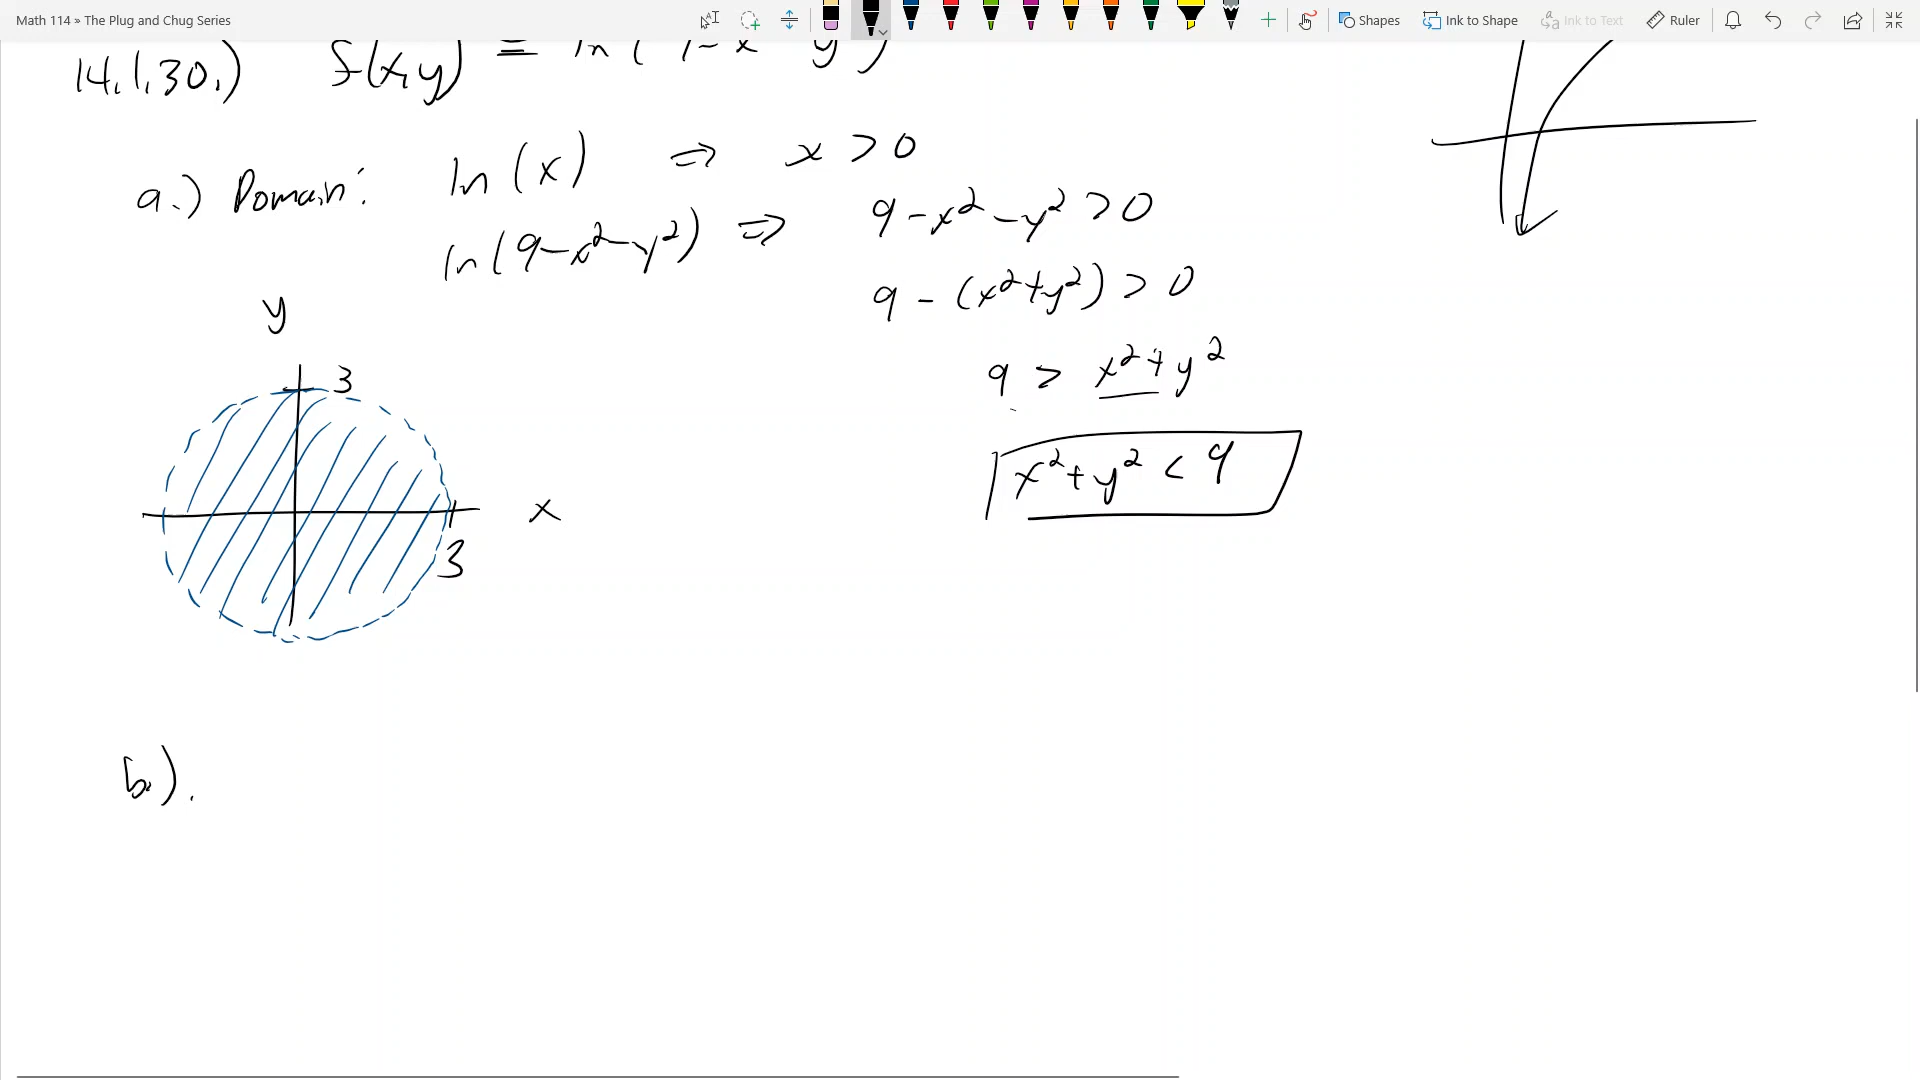 Math 114 » The Plug and Chug Series
Shapes
Ink to Shape
Ink to Text
Ruler
14.1.30.) f(x,y) = ln(9-x y )
a.) Domain: ln(x) ⇒ x > 0
ln(9-x²-y²) ⇒ 9-x²-y² > 0
9-(x²+y²) > 0
9 > x²+y²
x²+y² < 9
y
3
x
3
b.).